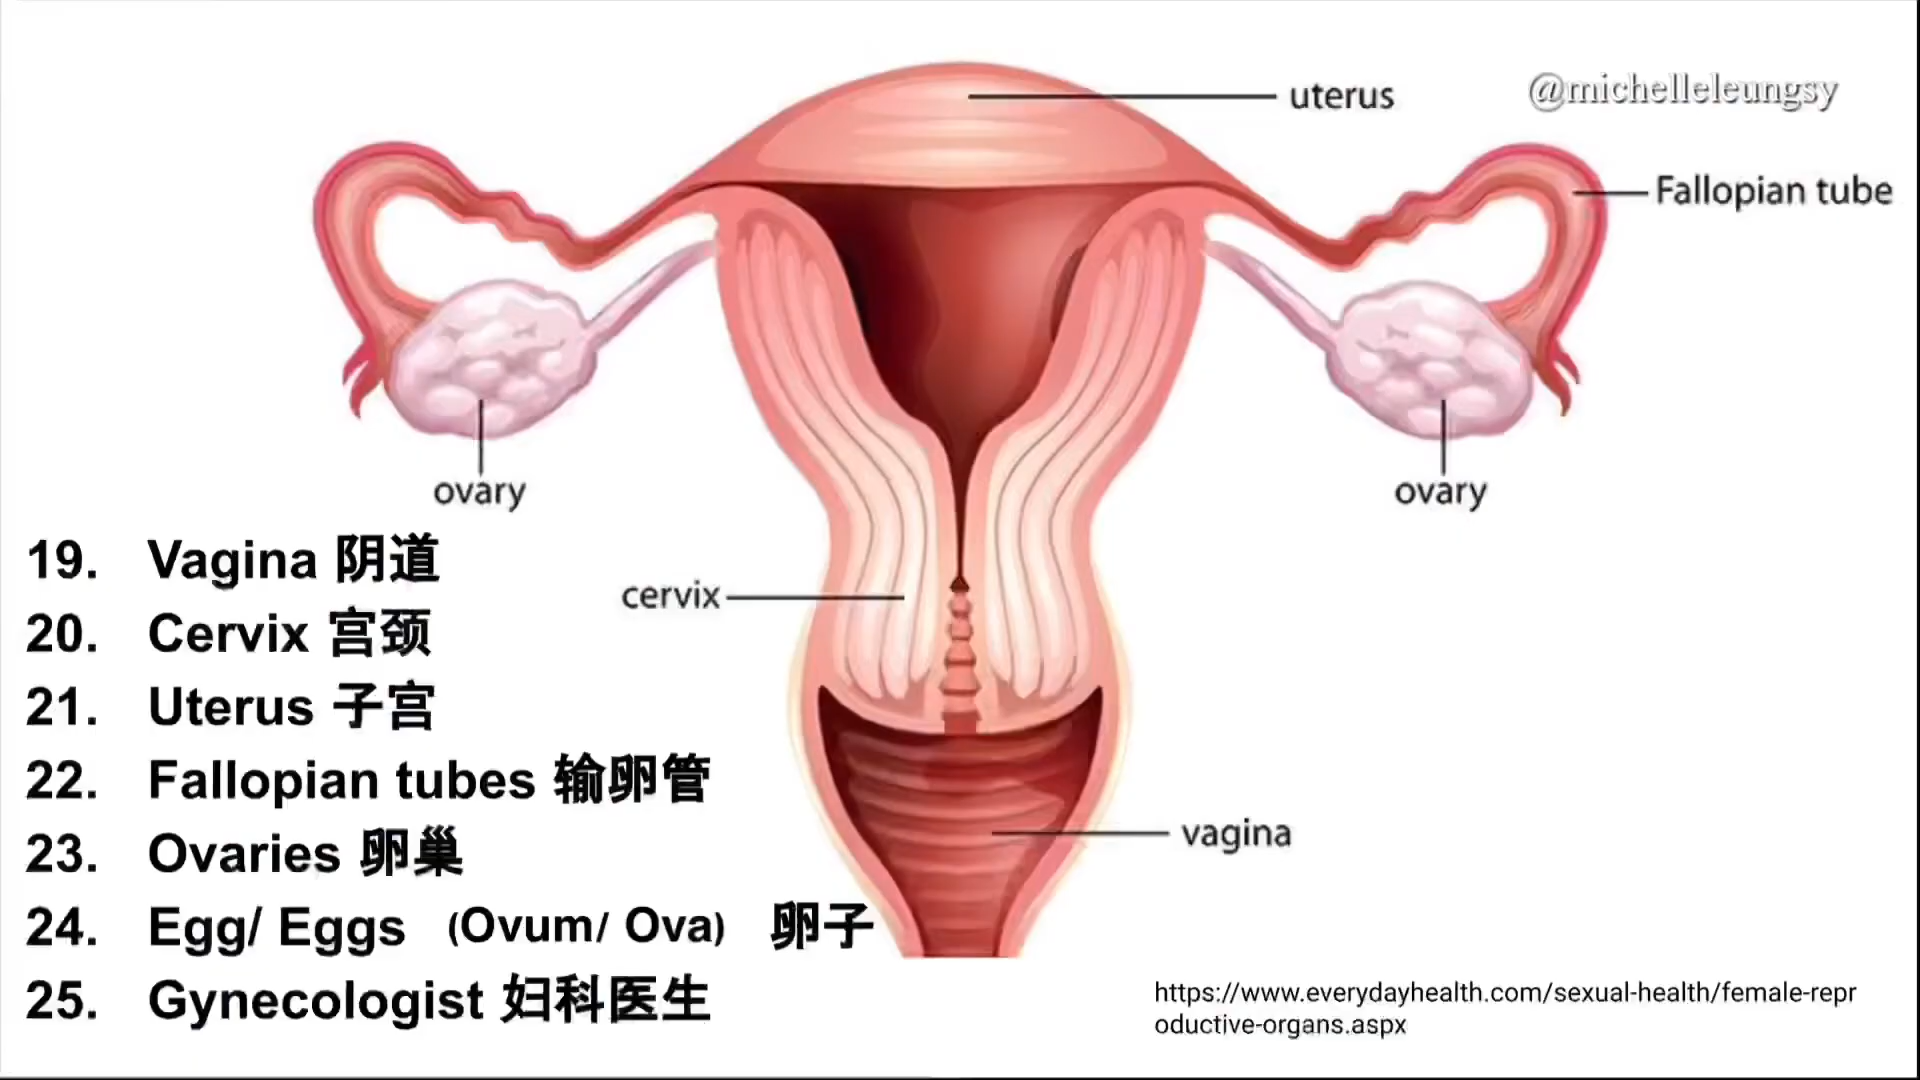 uterus
@michelleleungsy
Fallopian tube
ovary
ovary
cervix
vagina
19. Vagina 阴道
20. Cervix 宫颈
21. Uterus 子宫
22. Fallopian tubes 输卵管
23. Ovaries 卵巢
24. Egg/ Eggs (Ovum/ Ova) 卵子
25. Gynecologist 妇科医生
https://www.everydayhealth.com/sexual-health/female-repr
oductive-organs.aspx